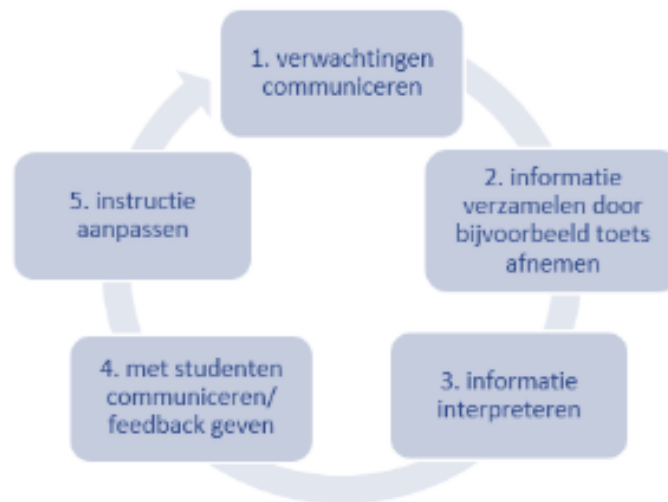 1. verwachtingen
communiceren
2. informatie
verzamelen door
bijvoorbeeld toets
afnemen
3. informatie
interpreteren
4. met studenten
communiceren/
feedback geven
5. instructie
aanpassen